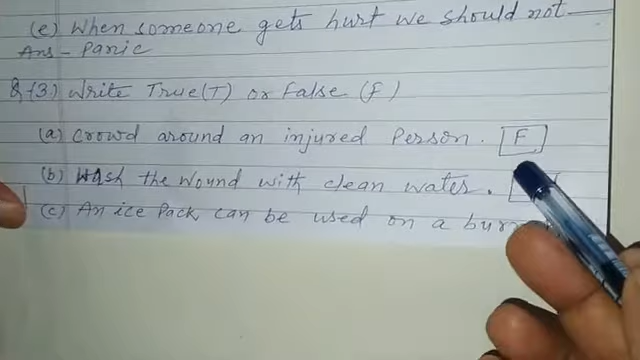 (e) When someone gets hurt we should not
Ans - Panic
Q(3) Write True(T) or False (F)
(a) Crowd around an injured Person. F
(b) Wash the wound with clean water.
(c) An ice Pack can be used on a